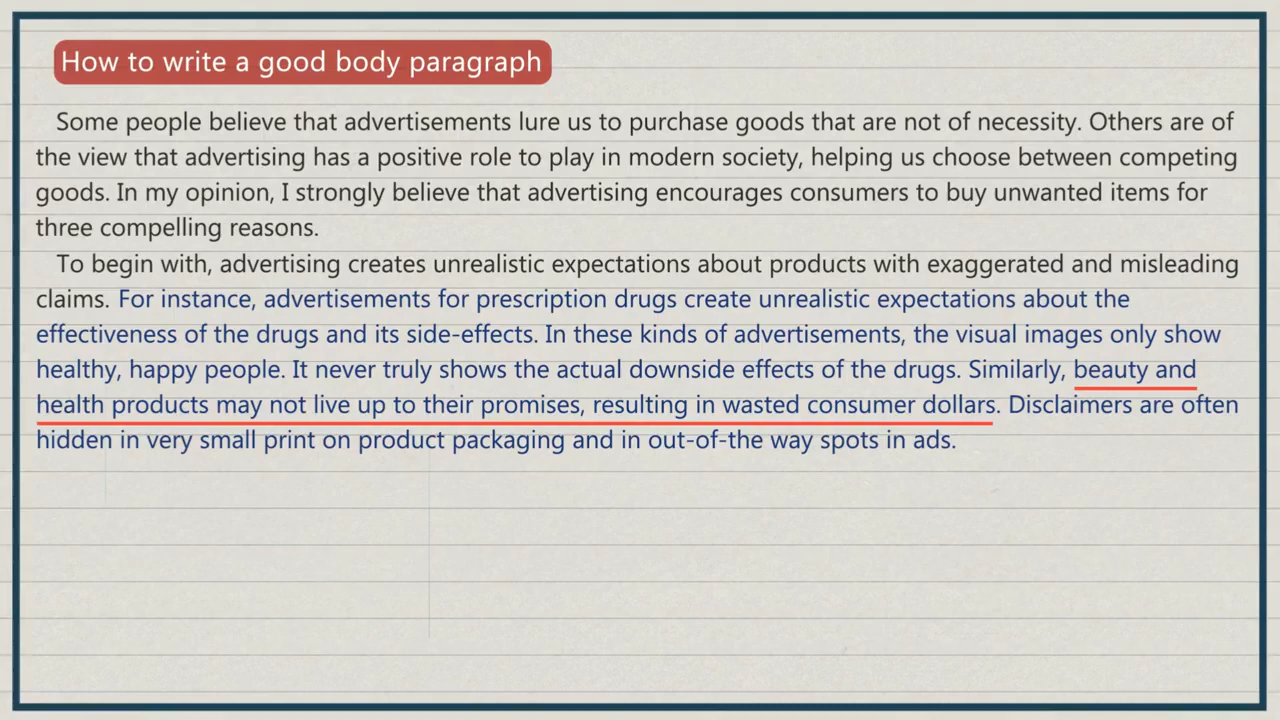 How to write a good body paragraph
Some people believe that advertisements lure us to purchase goods that are not of necessity. Others are of
the view that advertising has a positive role to play in modern society, helping us choose between competing
goods. In my opinion, I strongly believe that advertising encourages consumers to buy unwanted items for
three compelling reasons.
To begin with, advertising creates unrealistic expectations about products with exaggerated and misleading
claims. For instance, advertisements for prescription drugs create unrealistic expectations about the
effectiveness of the drugs and its side-effects. In these kinds of advertisements, the visual images only show
healthy, happy people. It never truly shows the actual downside effects of the drugs. Similarly, beauty and
health products may not live up to their promises, resulting in wasted consumer dollars. Disclaimers are often
hidden in very small print on product packaging and in out-of-the way spots in ads.